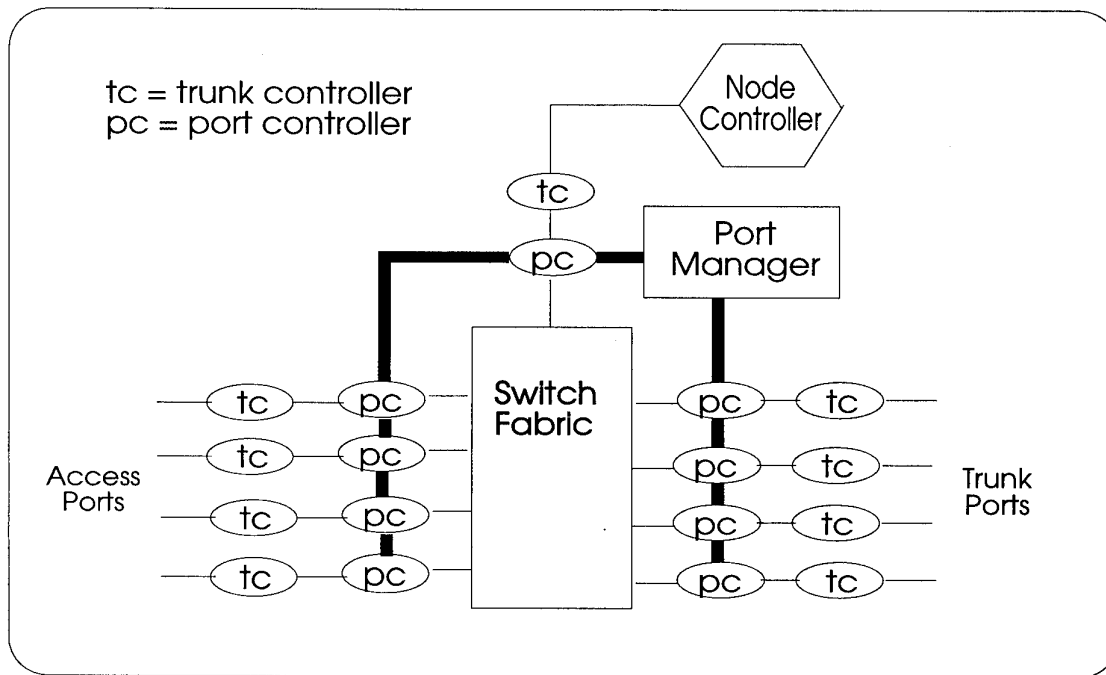 tc = trunk controller
pc = port controller
Node
Controller
tc
pc
Port
Manager
Switch
Fabric
tc pc pc tc
tc pc pc tc
tc pc pc tc
tc pc pc tc
Access
Ports
Trunk
Ports